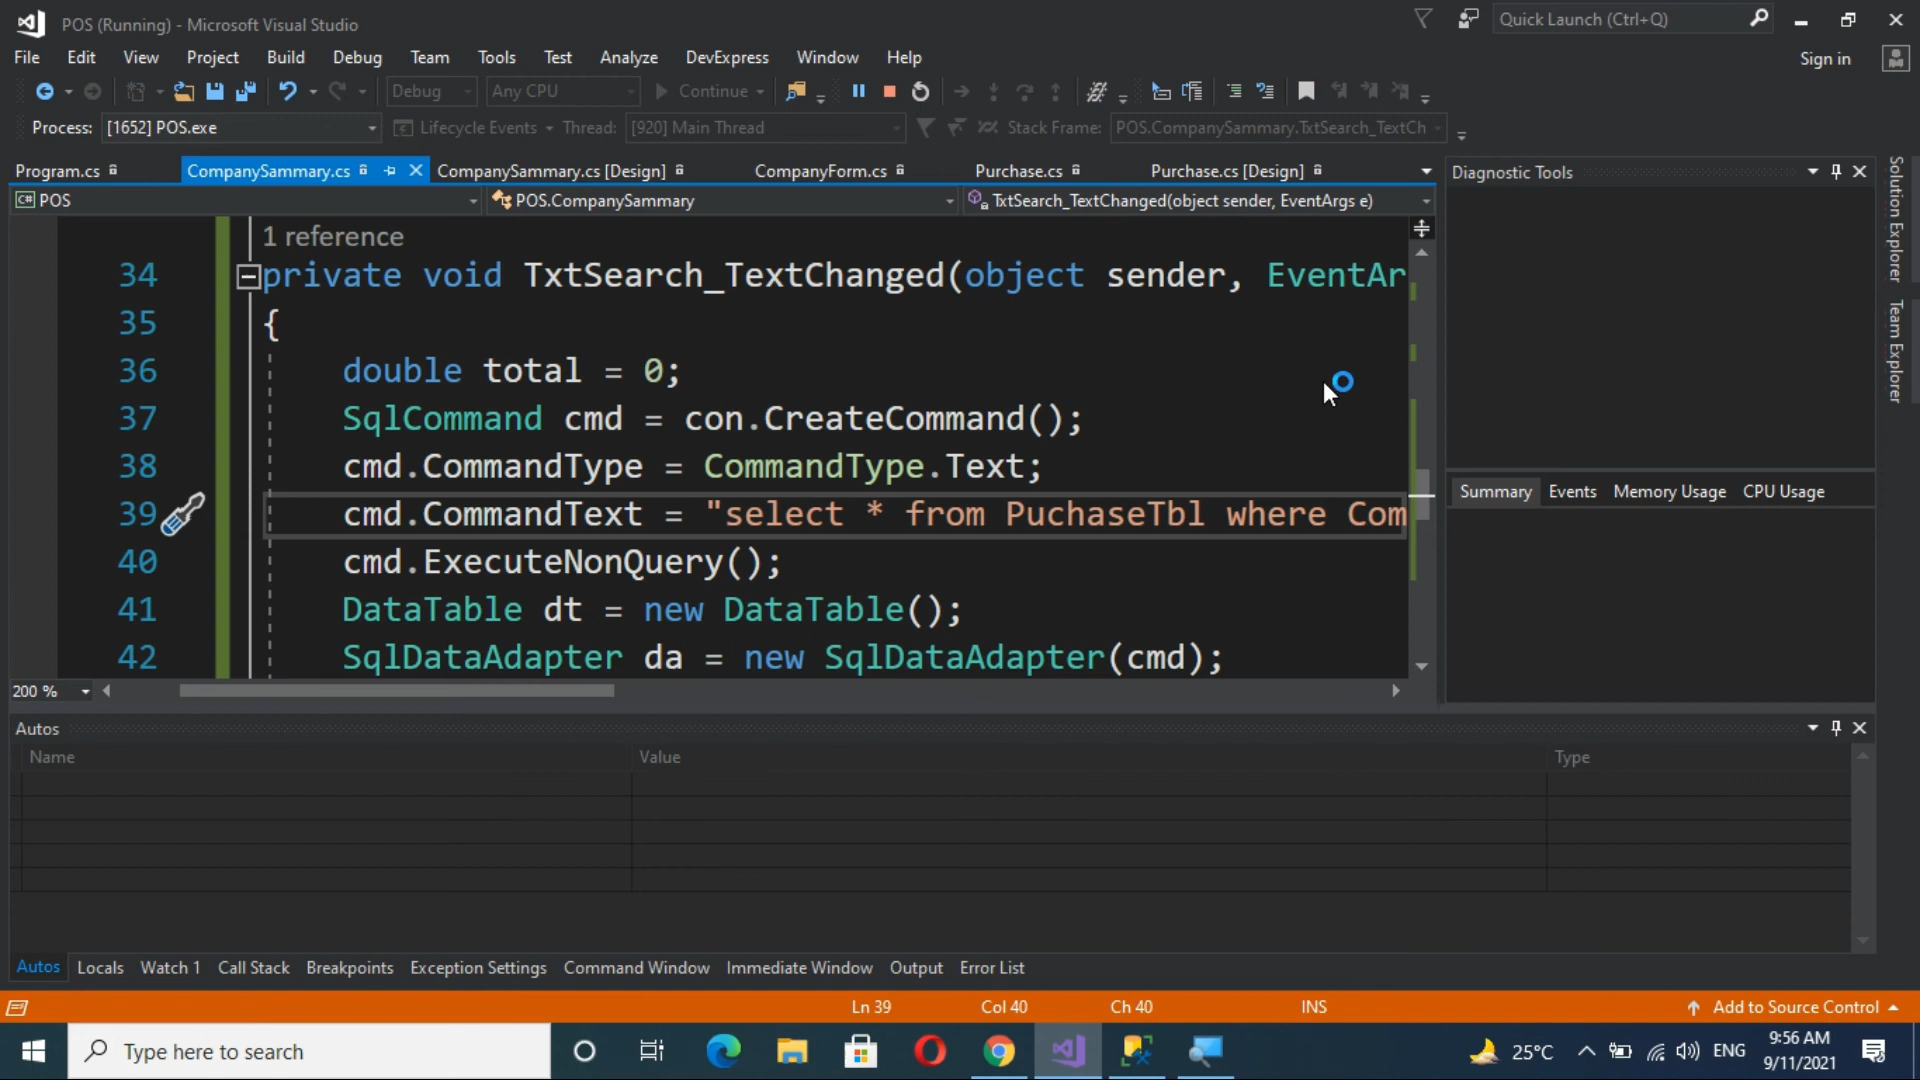 POS (Running) - Microsoft Visual Studio
Quick Launch (Ctrl+Q)
File Edit View Project Build Debug Team Tools Test Analyze DevExpress Window Help
Sign in
Debug Any CPU Continue
Process: [1652] POS.exe Lifecycle Events Thread: [920] Main Thread Stack Frame: POS.CompanySammary.TxtSearch_TextCh
Program.cs CompanySammary.cs CompanySammary.cs [Design] CompanyForm.cs Purchase.cs Purchase.cs [Design]
Diagnostic Tools
Solution Explorer
Team Explorer
C# POS POS.CompanySammary TxtSearch_TextChanged(object sender, EventArgs e)
1 reference
34 private void TxtSearch_TextChanged(object sender, EventAr
35 {
36 double total = 0;
37 SqlCommand cmd = con.CreateCommand();
38 cmd.CommandType = CommandType.Text;
39 cmd.CommandText = "select * from PuchaseTbl where Com
40 cmd.ExecuteNonQuery();
41 DataTable dt = new DataTable();
42 SqlDataAdapter da = new SqlDataAdapter(cmd);
Summary Events Memory Usage CPU Usage
200 %
Autos
Name Value Type
Autos Locals Watch 1 Call Stack Breakpoints Exception Settings Command Window Immediate Window Output Error List
Ln 39 Col 40 Ch 40 INS Add to Source Control
Type here to search
25°C ENG
9:56 AM
9/11/2021